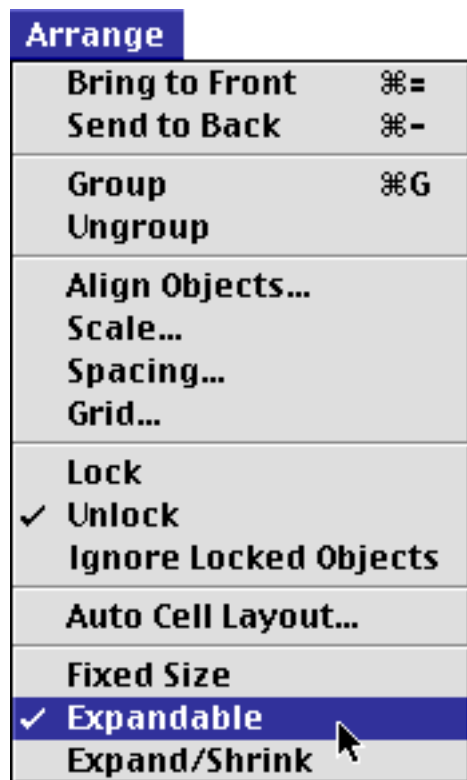 Arrange
Bring to Front ⌘=
Send to Back ⌘-
Group ⌘G
Ungroup
Align Objects...
Scale...
Spacing...
Grid...
Lock
✓ Unlock
Ignore Locked Objects
Auto Cell Layout...
Fixed Size
✓ Expandable
Expand/Shrink